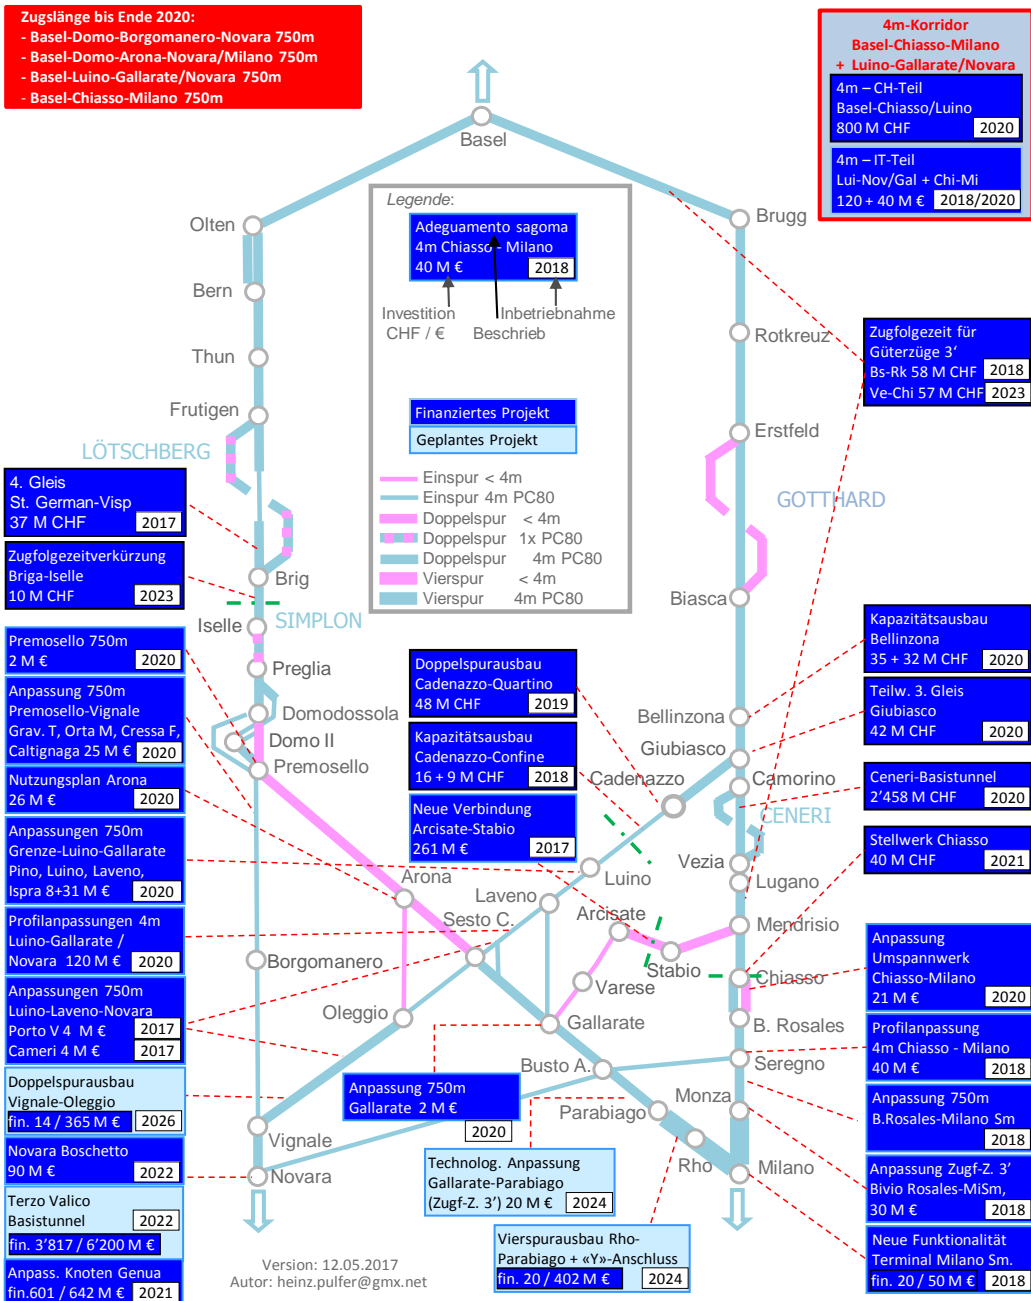 Zugslänge bis Ende 2020:
- Basel-Domo-Borgomanero-Novara 750m
- Basel-Domo-Arona-Novara/Milano 750m
- Basel-Luino-Gallarate/Novara 750m
- Basel-Chiasso-Milano 750m
4m-Korridor
Basel-Chiasso-Milano
+ Luino-Gallarate/Novara
4m – CH-Teil
Basel-Chiasso/Luino
800 M CHF 2020
4m – IT-Teil
Lui-Nov/Gal + Chi-Mi
120 + 40 M € 2018/2020
Basel
Olten
Bern
Thun
Frutigen
LÖTSCHBERG
Brig
SIMPLON
Iselle
Preglia
Domodossola
Domo II
Premosello
Legende:
Adeguamento sagoma
4m Chiasso - Milano
40 M € 2018
Investition
CHF / €
Inbetriebnahme
Beschrieb
Finanziertes Projekt
Geplantes Projekt
Einspur < 4m
Einspur 4m PC80
Doppelspur < 4m
Doppelspur 1x PC80
Doppelspur 4m PC80
Vierspur < 4m
Vierspur 4m PC80
Brugg
Rotkreuz
Erstfeld
GOTTHARD
Biasca
Bellinzona
Giubiasco
Cadenazzo
Camorino
CENERI
Vezia
Lugano
Mendrisio
Chiasso
B. Rosales
Seregno
Monza
Milano
Luino
Laveno
Arcisate
Stabio
Varese
Arona
Sesto C.
Borgomanero
Oleggio
Gallarate
Busto A.
Parabiago
Rho
Vignale
Novara
4. Gleis
St. German-Visp
37 M CHF 2017
Zugfolgezeitverkürzung
Briga-Iselle
10 M CHF 2023
Premosello 750m
2 M € 2020
Anpassung 750m
Premosello-Vignale
Grav. T, Orta M, Cressa F,
Caltignaga 25 M € 2020
Nutzungsplan Arona
26 M € 2020
Anpassungen 750m
Grenze-Luino-Gallarate
Pino, Luino, Laveno,
Ispra 8+31 M € 2020
Profilanpassungen 4m
Luino-Gallarate /
Novara 120 M € 2020
Anpassungen 750m
Luino-Laveno-Novara
Porto V 4 M € 2017
Cameri 4 M € 2017
Doppelspurausbau
Vignale-Oleggio
fin. 14 / 365 M € 2026
Novara Boschetto
90 M € 2022
Terzo Valico
Basistunnel 2022
fin. 3’817 / 6’200 M €
Anpass. Knoten Genua
fin.601 / 642 M € 2021
Doppelspurausbau
Cadenazzo-Quartino
48 M CHF 2019
Kapazitätsausbau
Cadenazzo-Confine
16 + 9 M CHF 2018
Neue Verbindung
Arcisate-Stabio
261 M € 2017
Anpassung 750m
Gallarate 2 M €
2020
Technolog. Anpassung
Gallarate-Parabiago
(Zugf-Z. 3’) 20 M € 2024
Vierspurausbau Rho-
Parabiago + «Y»-Anschluss
fin. 20 / 402 M € 2024
Zugfolgezeit für
Güterzüge 3‘
Bs-Rk 58 M CHF 2018
Ve-Chi 57 M CHF 2023
Kapazitätsausbau
Bellinzona
35 + 32 M CHF 2020
Teilw. 3. Gleis
Giubiasco
42 M CHF 2020
Ceneri-Basistunnel
2’458 M CHF 2020
Stellwerk Chiasso
40 M CHF 2021
Anpassung
Umspannwerk
Chiasso-Milano
21 M € 2020
Profilanpassung
4m Chiasso - Milano
40 M € 2018
Anpassung 750m
B.Rosales-Milano Sm
2018
Anpassung Zugf-Z. 3’
Bivio Rosales-MiSm,
30 M € 2018
Neue Funktionalität
Terminal Milano Sm.
fin. 20 / 50 M € 2018
Version: 12.05.2017
Autor: heinz.pulfer@gmx.net